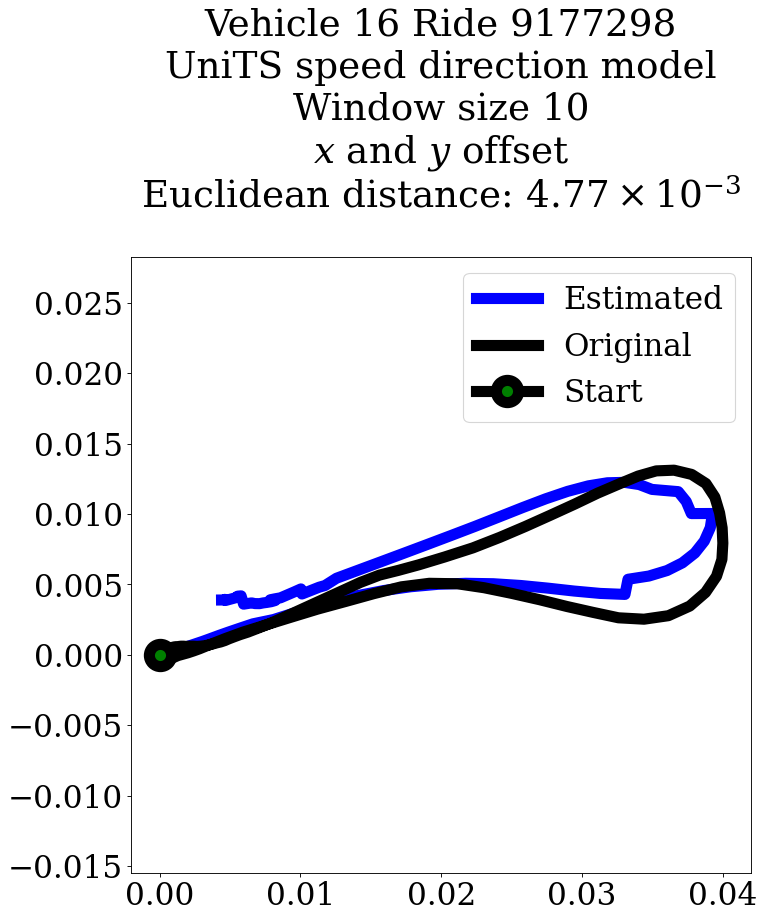 Vehicle 16 Ride 9177298
UniTS speed direction model
Window size 10
x and y offset
Euclidean distance: 4.77 × 10⁻³
Estimated
Original
Start
0.025
0.020
0.015
0.010
0.005
0.000
−0.005
−0.010
−0.015
0.00 0.01 0.02 0.03 0.04